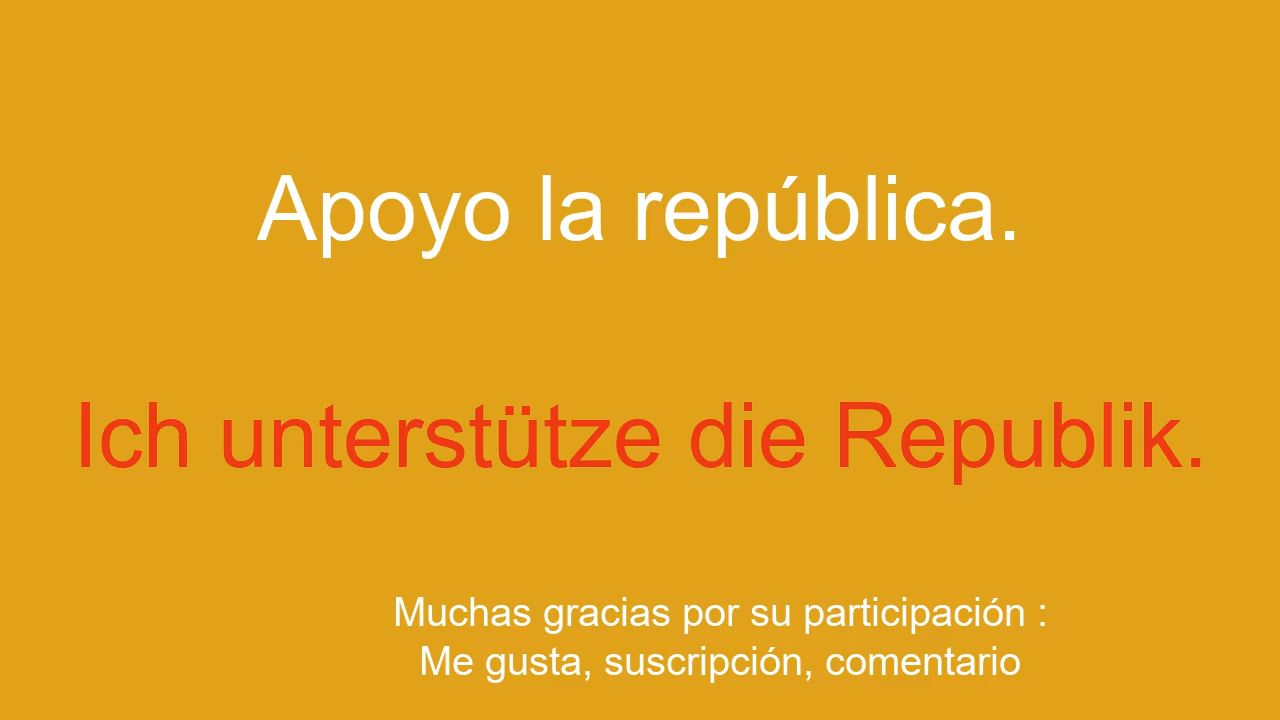 Apoyo la república.
Ich unterstütze die Republik.
Muchas gracias por su participación :
Me gusta, suscripción, comentario